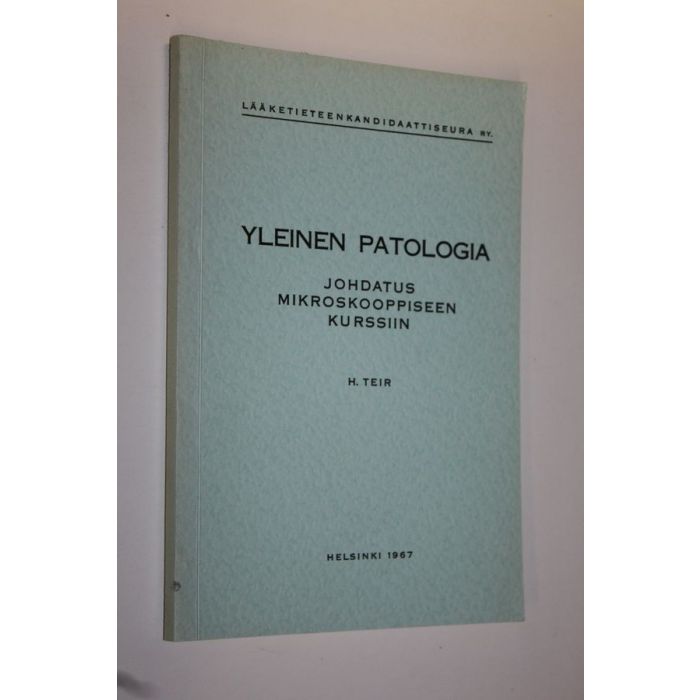 LÄÄKETIETEENKANDIDAATTISEURA RY.
YLEINEN PATOLOGIA
JOHDATUS
MIKROSKOOPPISEEN
KURSSIIN
H. TEIR
HELSINKI 1967